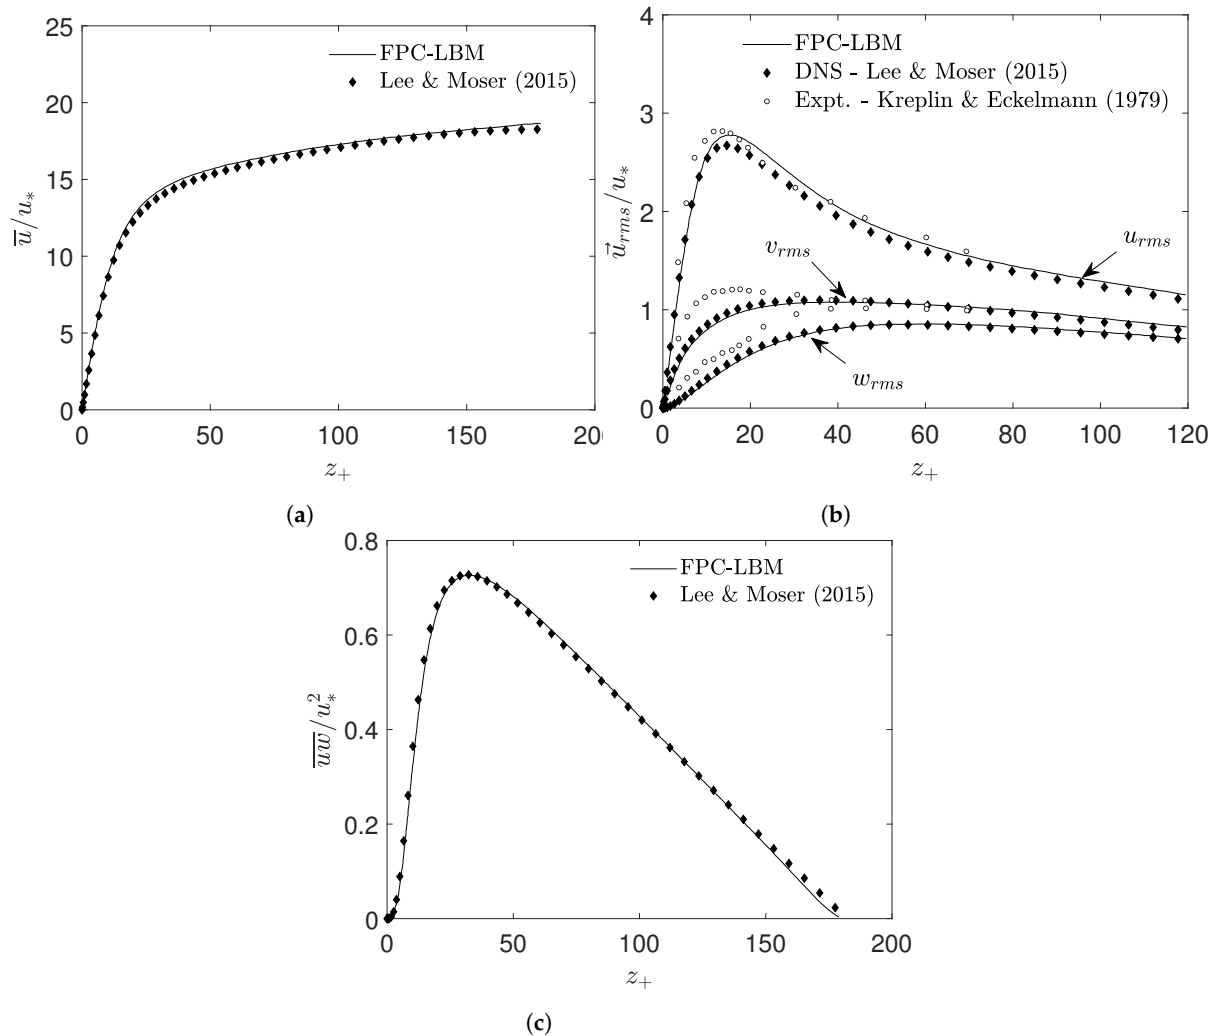 25
20
15
10
5
0
0
50
100
150
20
u̅/u*
z+
FPC-LBM
Lee & Moser (2015)
(a)
4
3
2
1
0
0
20
40
60
80
100
120
u⃗rms/u*
z+
FPC-LBM
DNS - Lee & Moser (2015)
Expt. - Kreplin & Eckelmann (1979)
vrms
urms
wrms
(b)
0.8
0.6
0.4
0.2
0
0
50
100
150
200
u̅w̅/u*2
z+
FPC-LBM
Lee & Moser (2015)
(c)